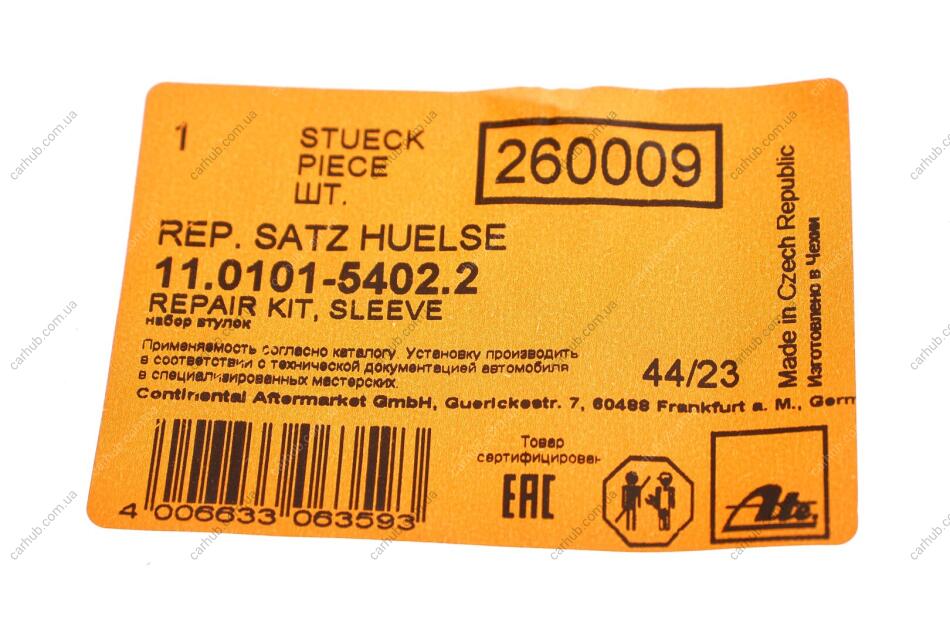 1 STUECK
PIECE
ШТ.
260009
REP. SATZ HUELSE
11.0101-5402.2
REPAIR KIT, SLEEVE
набор втулок
Применяемость согласно каталогу. Установку производить
в соответствии с технической документацией автомобиля
в специализированных мастерских.
44/23
Continental Aftermarket GmbH, Guerickestr. 7, 60488 Frankfurt a. M., Germ
Made in Czech Republic
Изготовлено в Чехии
4 006633 063593
Товар
сертифицирован
EAC
Ate
carhub.com.ua